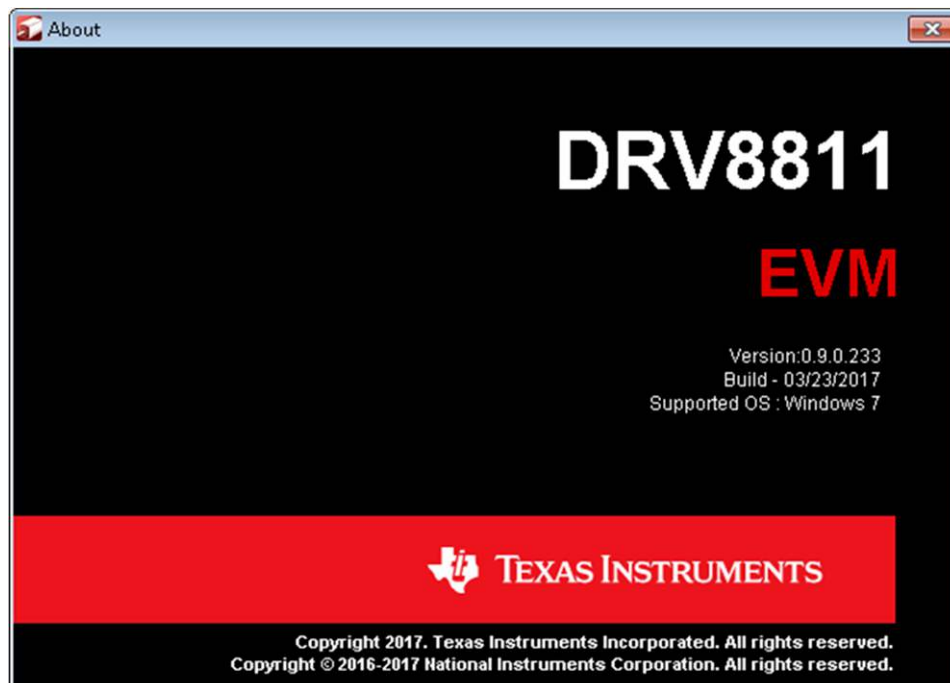 About
DRV8811
EVM
Version:0.9.0.233
Build - 03/23/2017
Supported OS : Windows 7
TEXAS INSTRUMENTS
Copyright 2017. Texas Instruments Incorporated. All rights reserved.
Copyright © 2016-2017 National Instruments Corporation. All rights reserved.